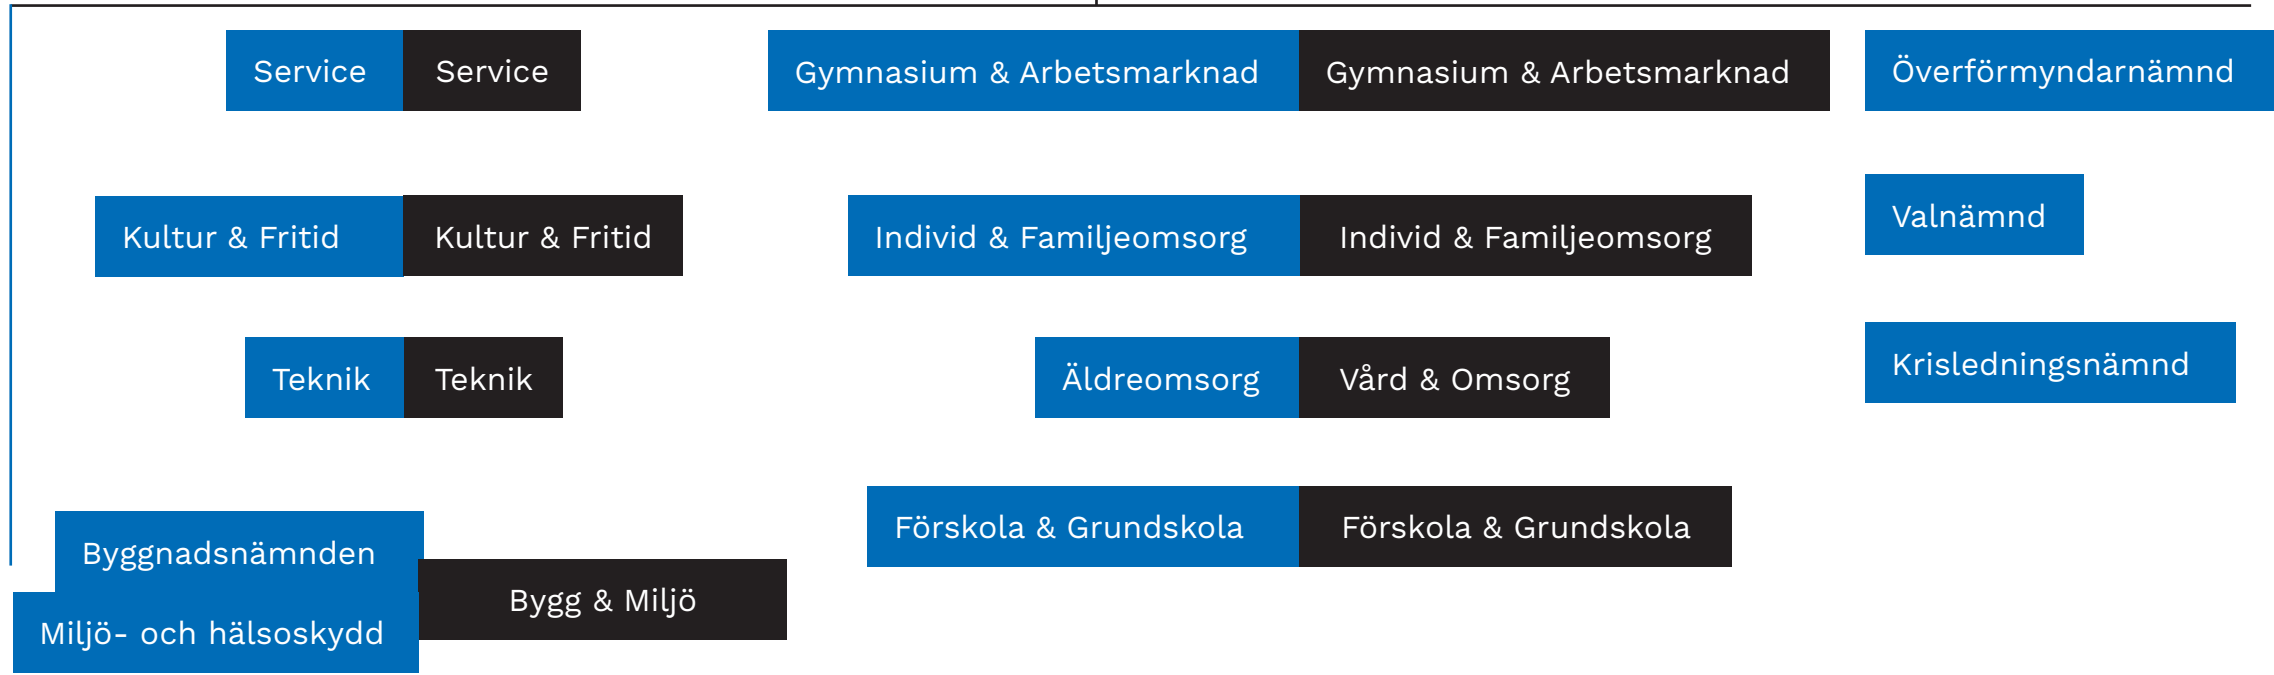 Service
Service
Gymnasium & Arbetsmarknad
Gymnasium & Arbetsmarknad
Överförmyndarnämnd
Kultur & Fritid
Kultur & Fritid
Individ & Familjeomsorg
Individ & Familjeomsorg
Valnämnd
Teknik
Teknik
Äldreomsorg
Vård & Omsorg
Krisledningsnämnd
Byggnadsnämnden
Miljö- och hälsoskydd
Bygg & Miljö
Förskola & Grundskola
Förskola & Grundskola